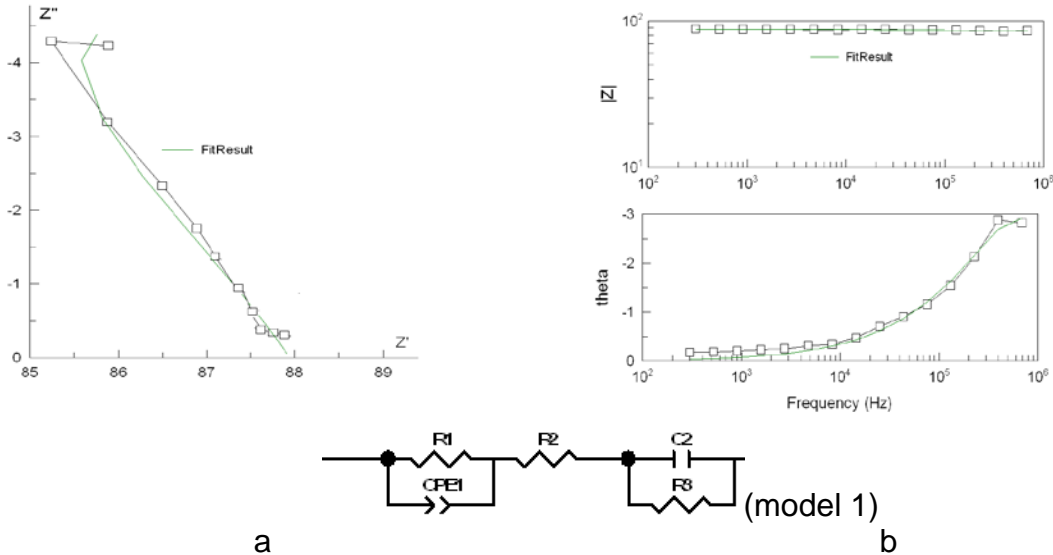 Z"
-4
-3
-2
-1
0
85
86
87
88
89
Z'
FitResult
10²
10¹
|Z|
FitResult
10²
10³
10⁴
10⁵
10⁶
-3
-2
-1
0
theta
10²
10³
10⁴
10⁵
10⁶
Frequency (Hz)
R1
R2
C2
CPE1
R3
(model 1)
a
b